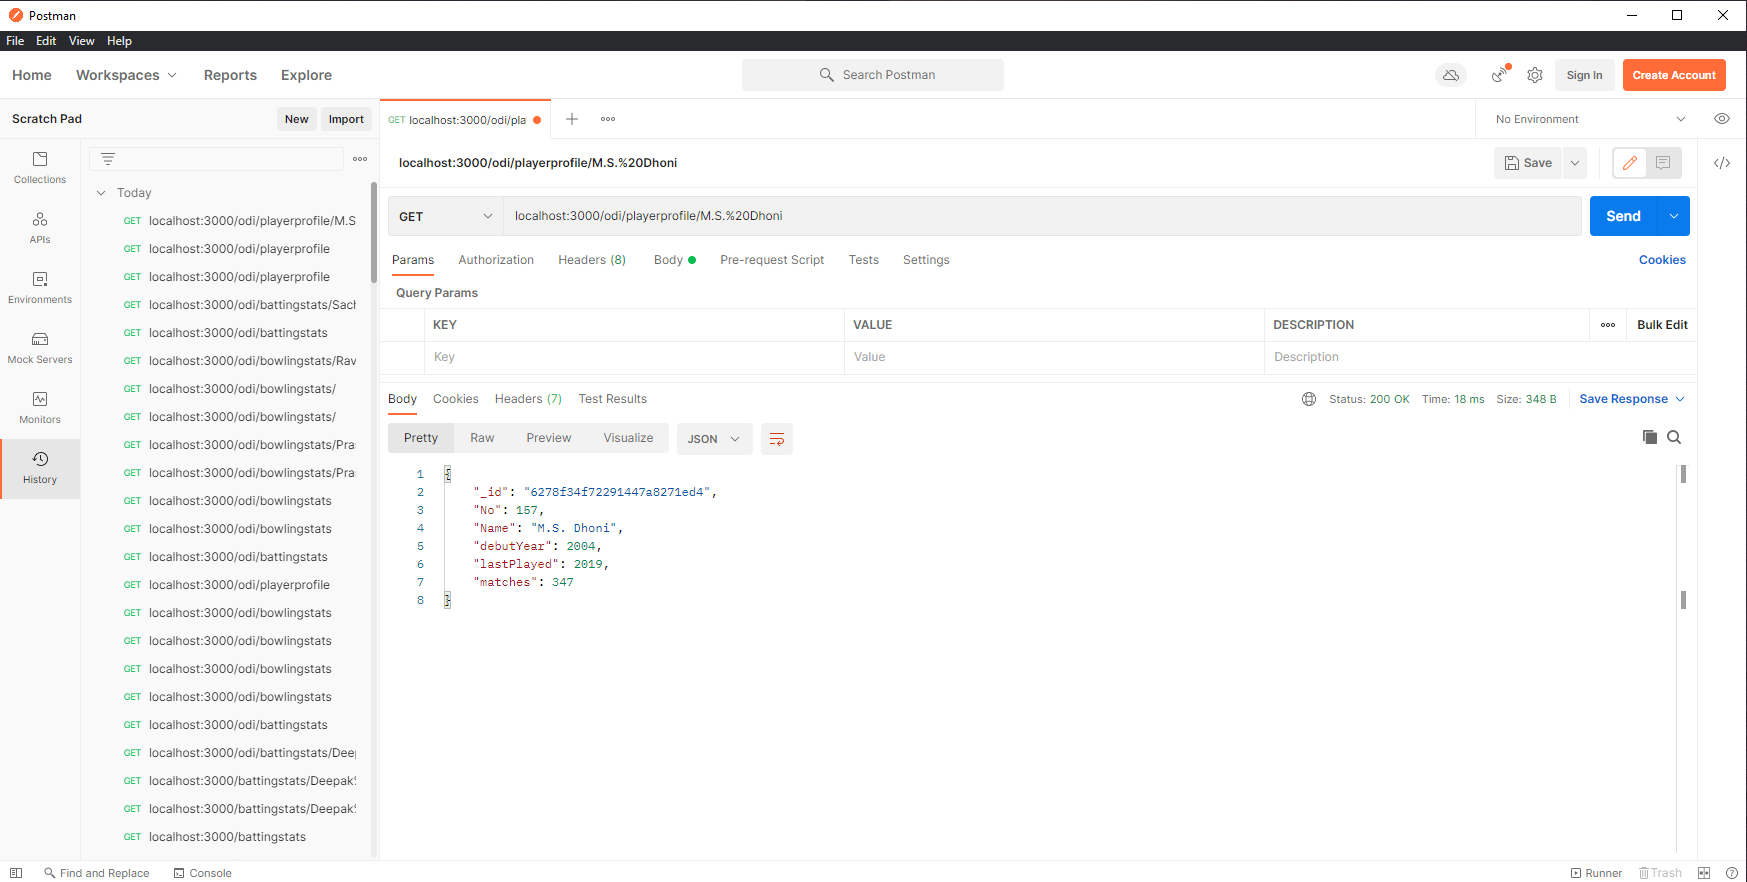 Postman
File Edit View Help
Home Workspaces Reports Explore
Search Postman
Sign In
Create Account
Scratch Pad
New
Import
GET localhost:3000/odi/pla
No Environment
Collections
APIs
Environments
Mock Servers
Monitors
History
Today
GET localhost:3000/odi/playerprofile/M.S
GET localhost:3000/odi/playerprofile
GET localhost:3000/odi/playerprofile
GET localhost:3000/odi/battingstats/Sach
GET localhost:3000/odi/battingstats
GET localhost:3000/odi/bowlingstats/Rav
GET localhost:3000/odi/bowlingstats/
GET localhost:3000/odi/bowlingstats/
GET localhost:3000/odi/bowlingstats/Pra
GET localhost:3000/odi/bowlingstats/Pra
GET localhost:3000/odi/bowlingstats
GET localhost:3000/odi/bowlingstats
GET localhost:3000/odi/battingstats
GET localhost:3000/odi/playerprofile
GET localhost:3000/odi/bowlingstats
GET localhost:3000/odi/bowlingstats
GET localhost:3000/odi/bowlingstats
GET localhost:3000/odi/bowlingstats
GET localhost:3000/odi/battingstats
GET localhost:3000/odi/battingstats/Deep
GET localhost:3000/battingstats/Deepak%
GET localhost:3000/battingstats/Deepak%
GET localhost:3000/battingstats
localhost:3000/odi/playerprofile/M.S.%20Dhoni
Save
GET localhost:3000/odi/playerprofile/M.S.%20Dhoni
Send
Params Authorization Headers (8) Body Pre-request Script Tests Settings
Cookies
Query Params
KEY VALUE DESCRIPTION
Bulk Edit
Key Value Description
Body Cookies Headers (7) Test Results
Status: 200 OK Time: 18 ms Size: 348 B Save Response
Pretty Raw Preview Visualize JSON
1 {
2 "_id": "6278f34f72291447a8271ed4",
3 "No": 157,
4 "Name": "M.S. Dhoni",
5 "debutYear": 2004,
6 "lastPlayed": 2019,
7 "matches": 347
8 }
Find and Replace Console
Runner Trash